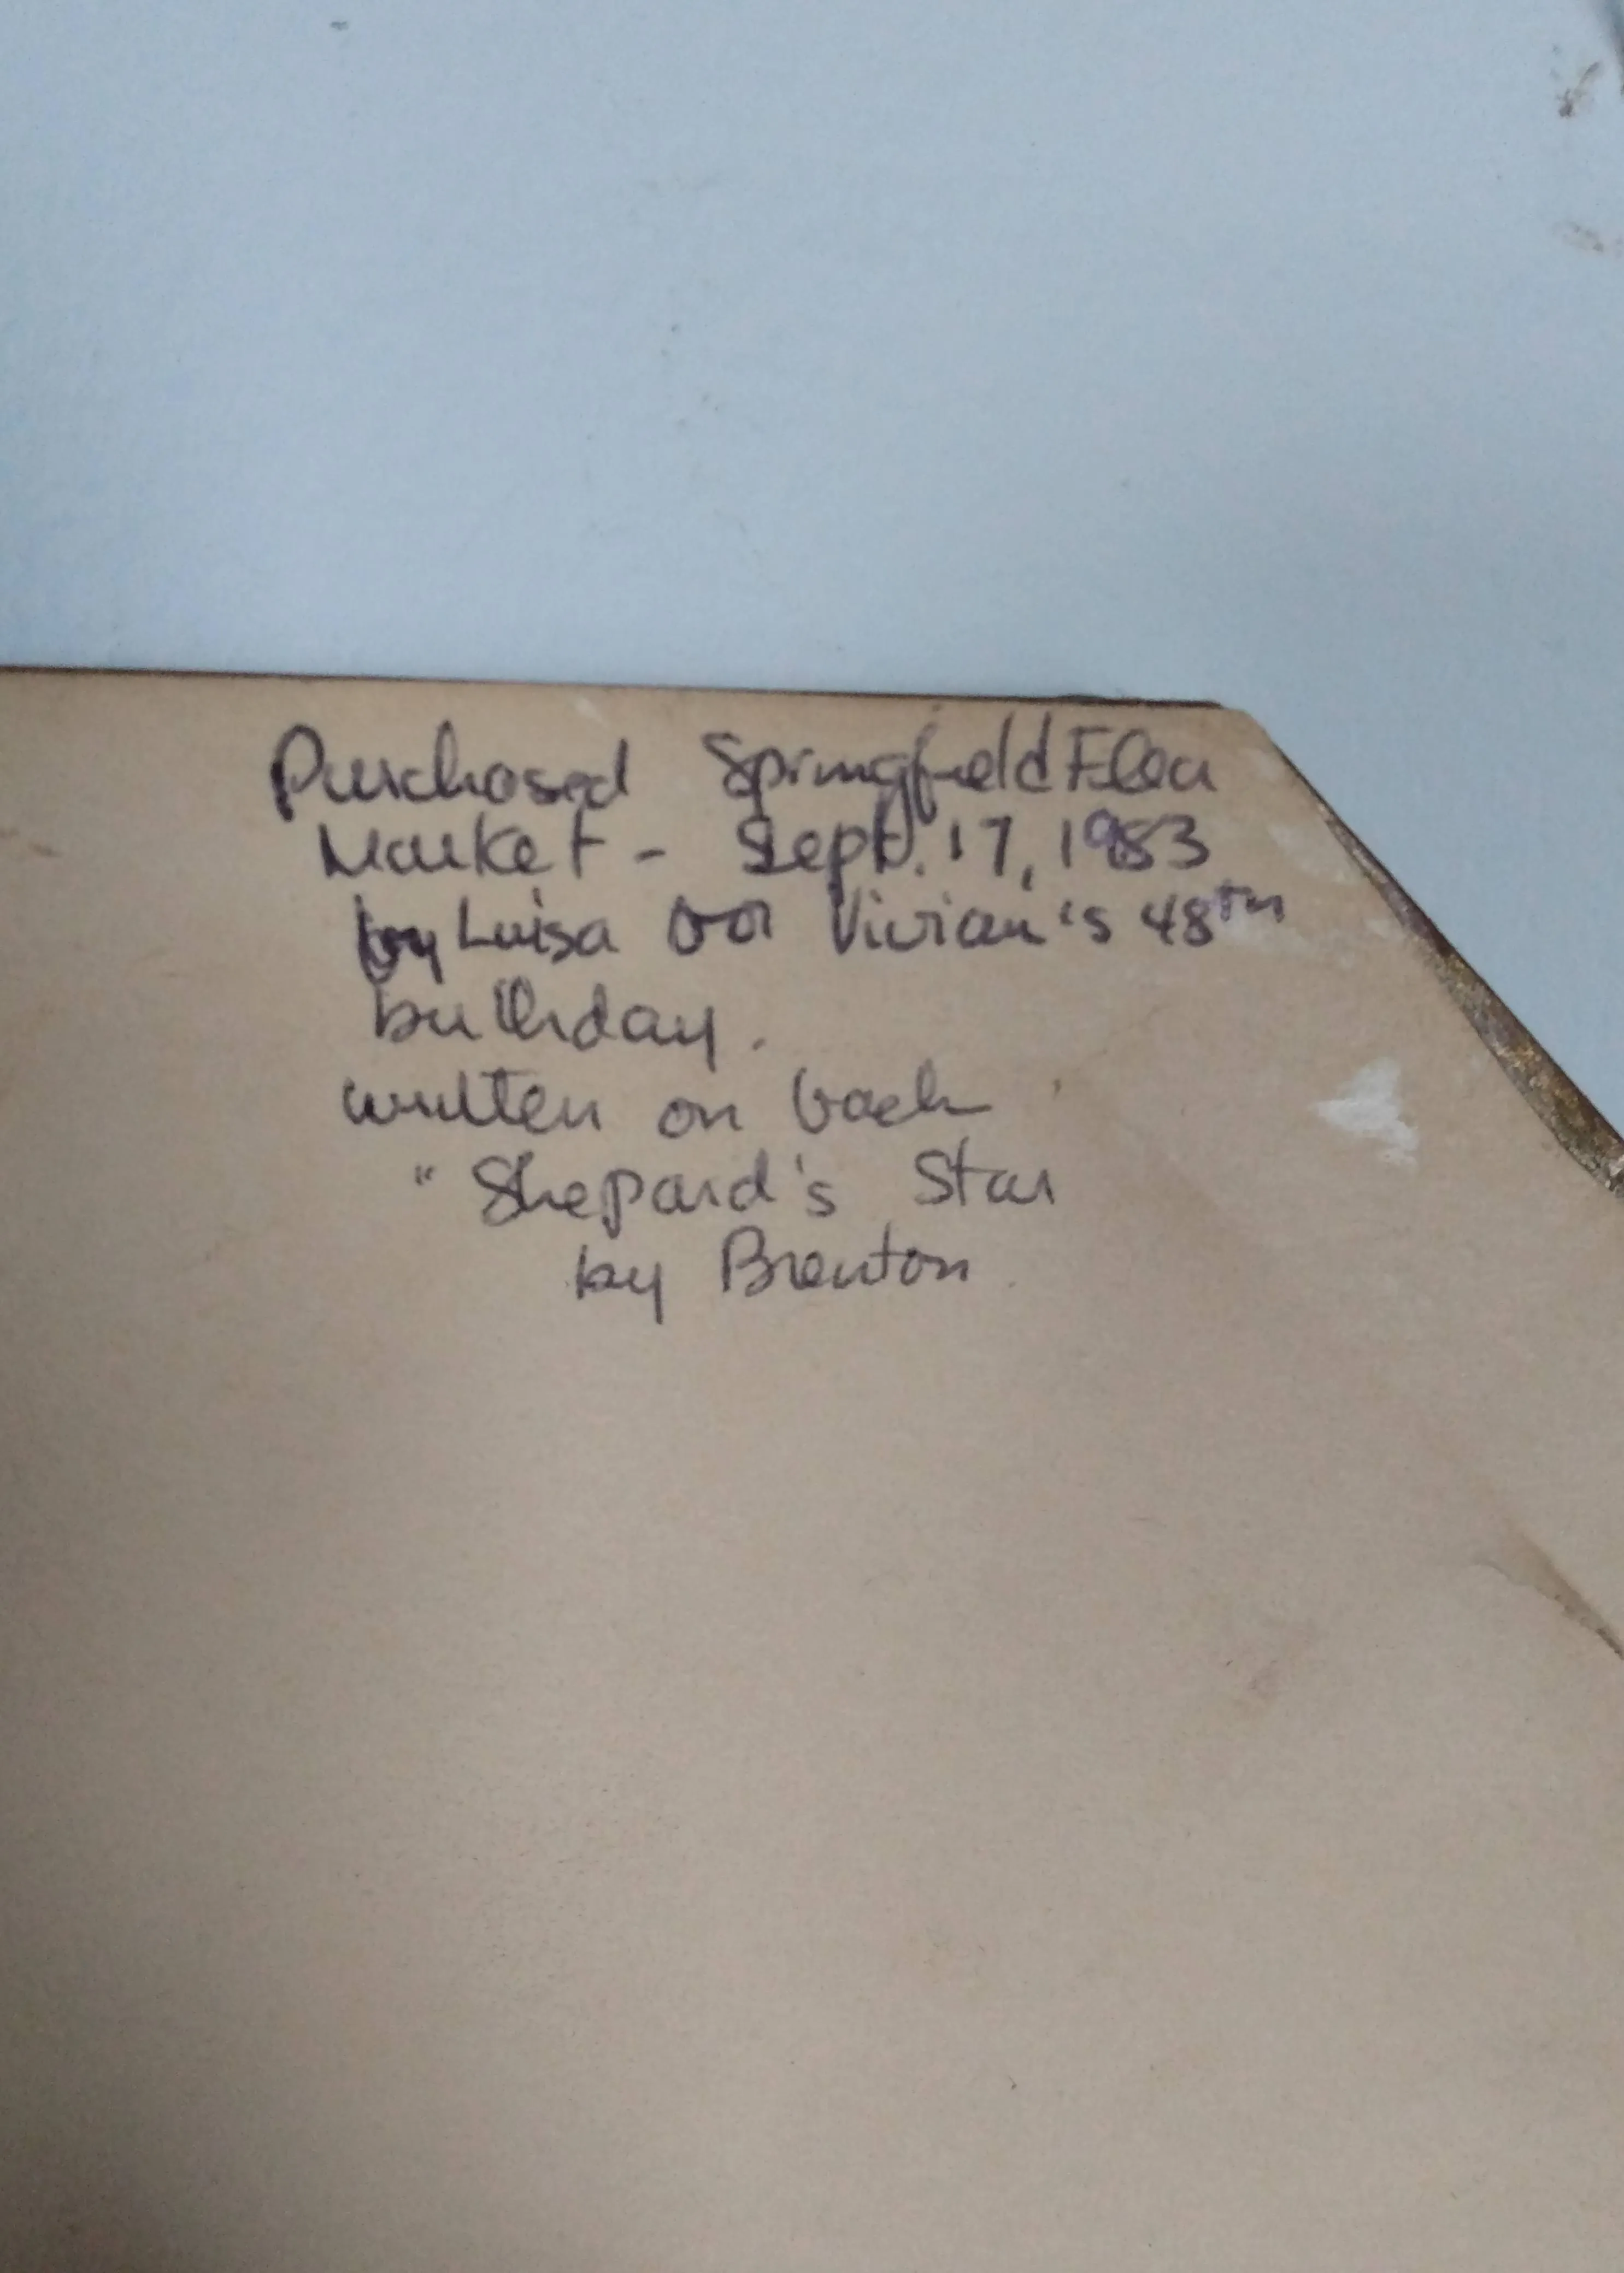 Purchased Springfield Flea
Market - Sept. 17, 1983
by Luisa for Vivian's 48th
birthday.
written on back
" Shepard's Star
by Brenton